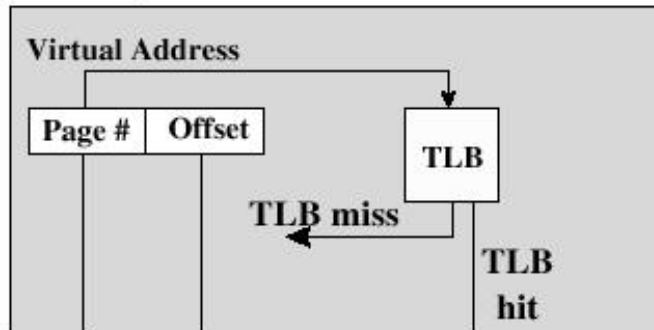 Virtual Address
Page #
Offset
TLB
TLB miss
TLB
hit